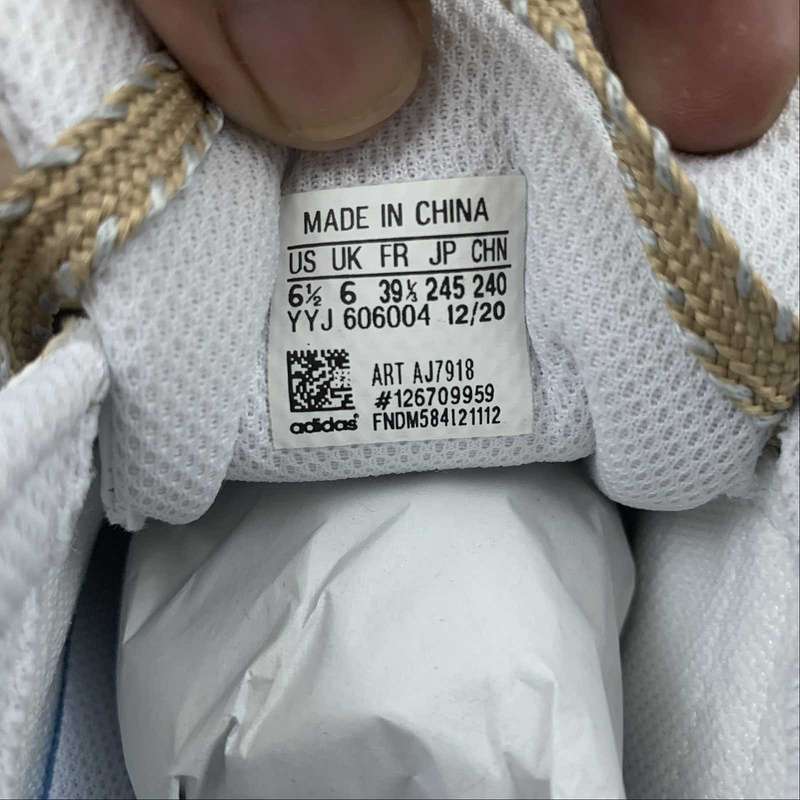 MADE IN CHINA
US UK FR JP CHN
6½ 6 39⅓ 245 240
YYJ 606004 12/20
ART AJ7918
#126709959
adidas® FNDM584121112